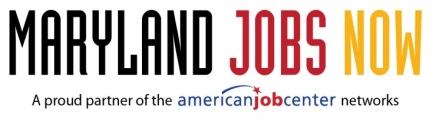 MARYLAND JOBS NOW
A proud partner of the americanjobcenter networks